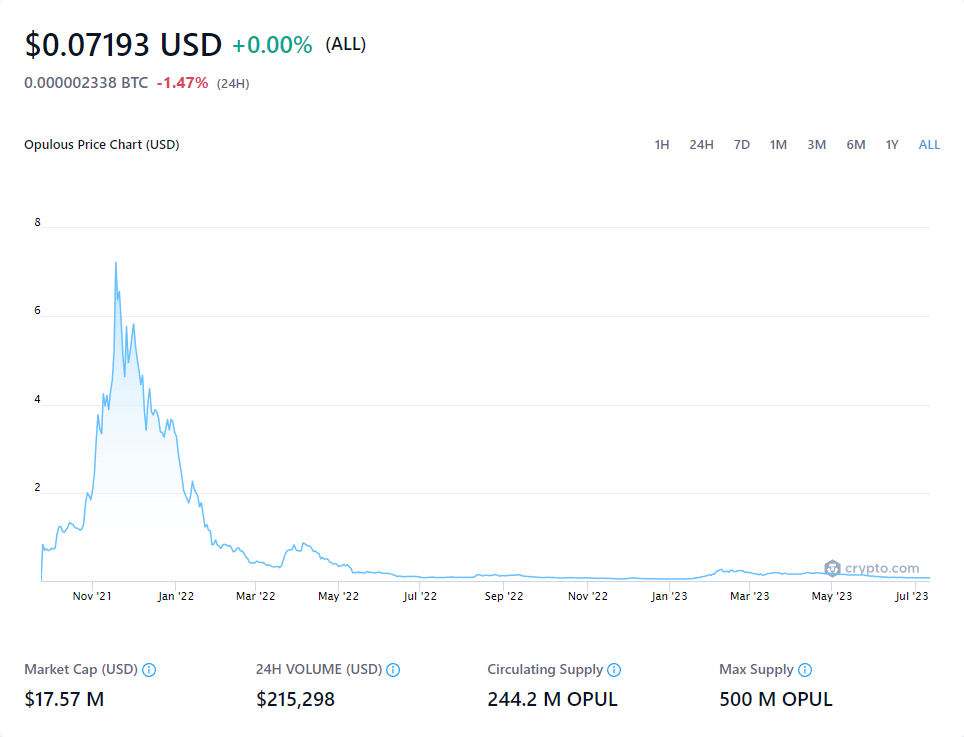 $0.07193 USD +0.00% (ALL)
0.000002338 BTC -1.47% (24H)
Opulous Price Chart (USD) 1H 24H 7D 1M 3M 6M 1Y ALL
8
6
4
2
crypto.com
Nov '21 Jan '22 Mar '22 May '22 Jul '22 Sep '22 Nov '22 Jan '23 Mar '23 May '23 Jul '23
Market Cap (USD) 24H VOLUME (USD) Circulating Supply Max Supply
$17.57 M $215,298 244.2 M OPUL 500 M OPUL